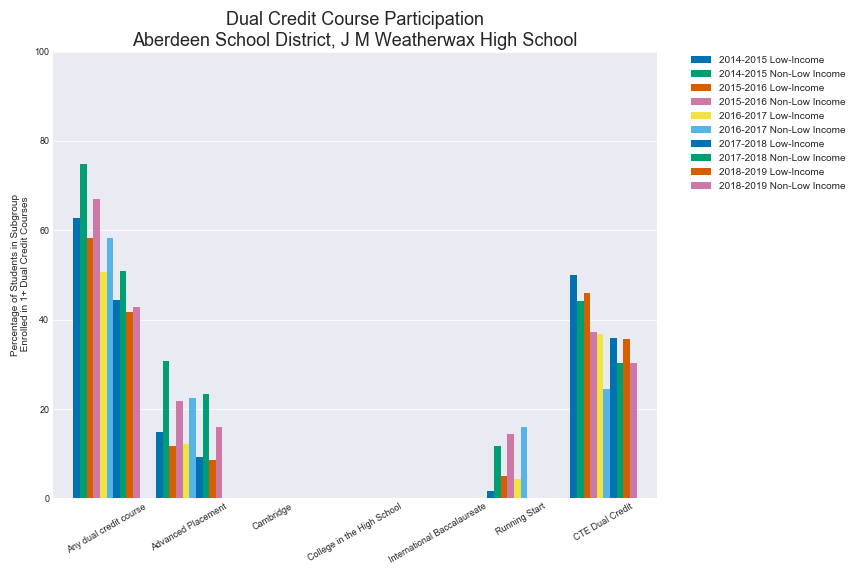 Dual Credit Course Participation
Aberdeen School District, J M Weatherwax High School
Percentage of Students in Subgroup
Enrolled in 1+ Dual Credit Courses
100
80
60
40
20
0
Any dual credit course
Advanced Placement
Cambridge
College in the High School
International Baccalaureate
Running Start
CTE Dual Credit
2014-2015 Low-Income
2014-2015 Non-Low Income
2015-2016 Low-Income
2015-2016 Non-Low Income
2016-2017 Low-Income
2016-2017 Non-Low Income
2017-2018 Low-Income
2017-2018 Non-Low Income
2018-2019 Low-Income
2018-2019 Non-Low Income